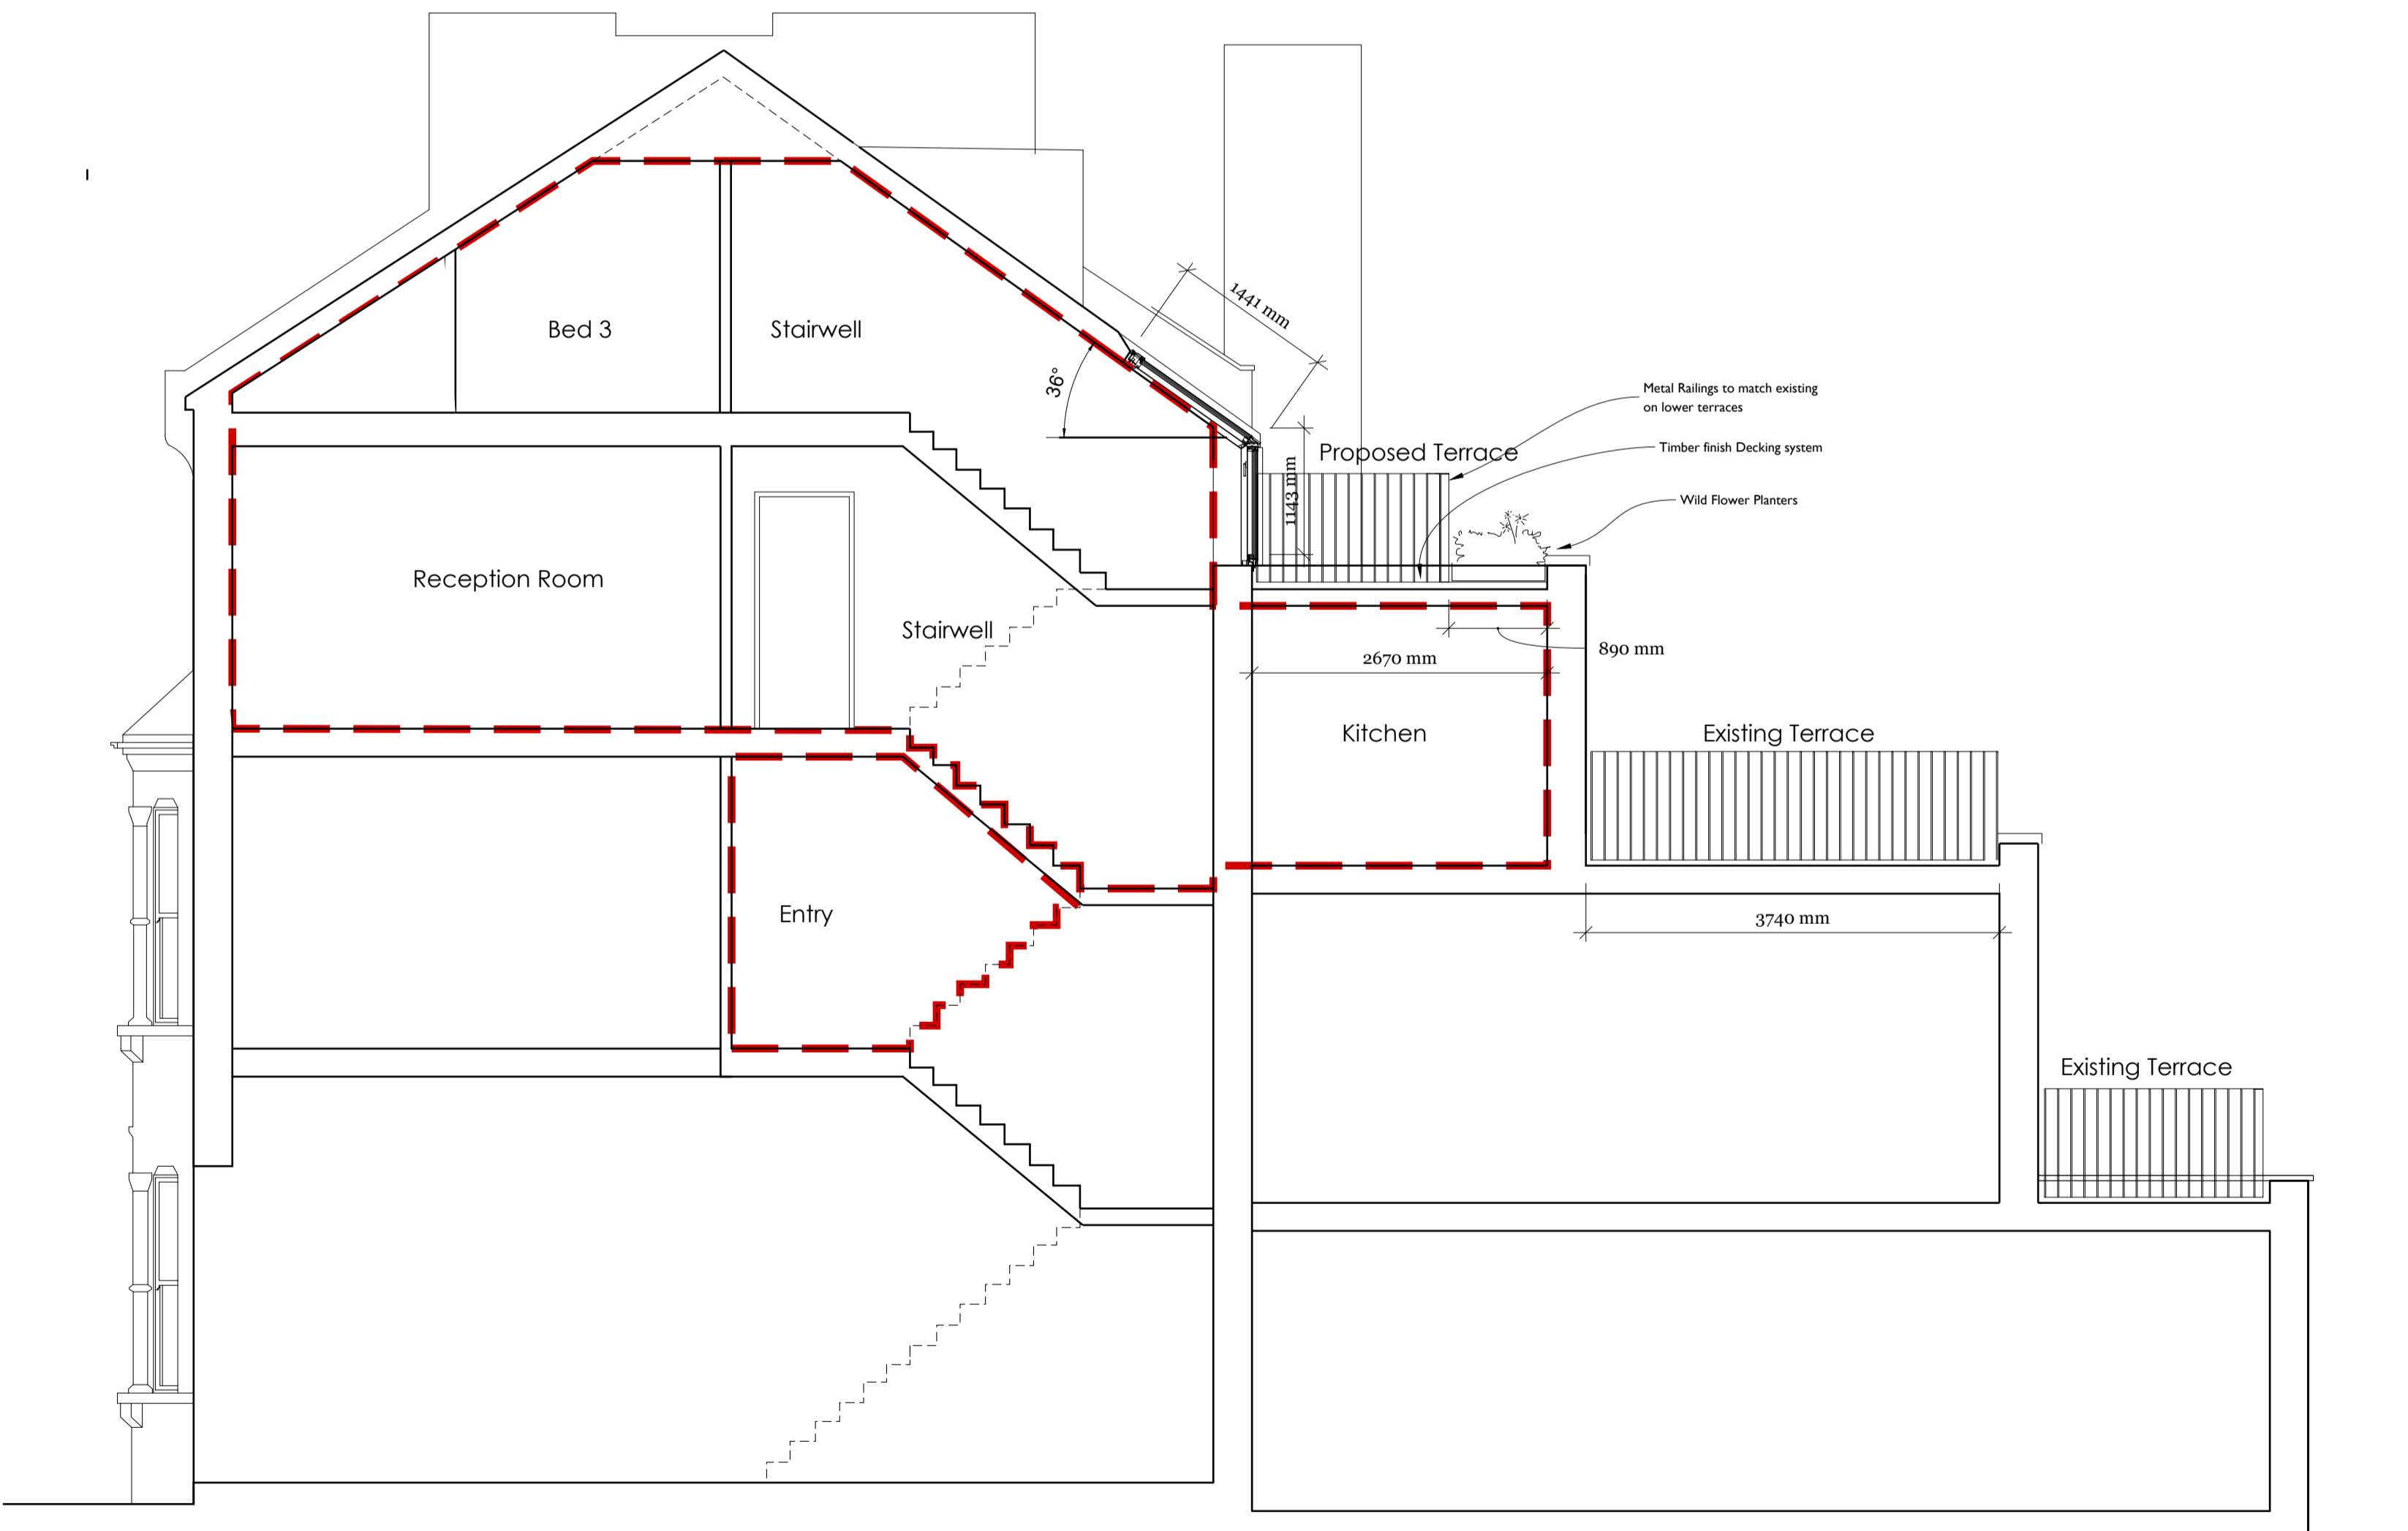 1441 mm
Bed 3
Stairwell
36°
Metal Railings to match existing
on lower terraces
Proposed Terrace
Timber finish Decking system
1143 mm
Wild Flower Planters
Reception Room
Stairwell
890 mm
2670 mm
Kitchen
Existing Terrace
Entry
3740 mm
Existing Terrace